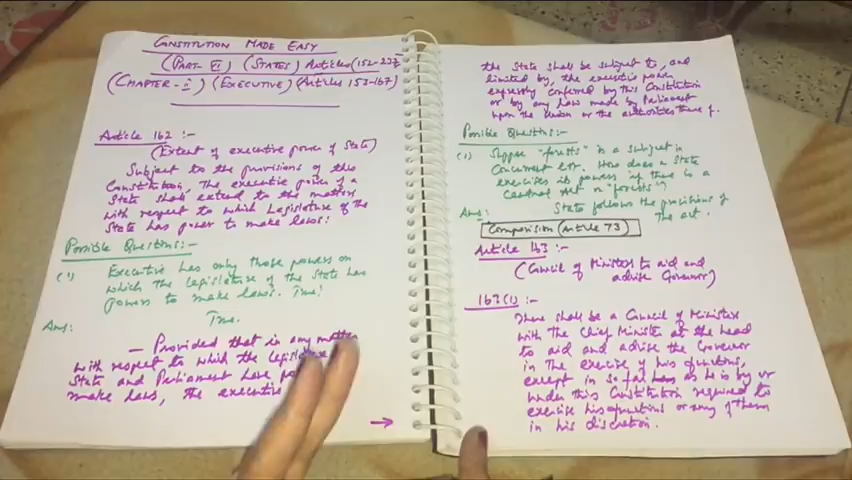 CONSTITUTION MADE EASY
(PART-VI) (STATES) Articles (152-237
(CHAPTER-II) (EXECUTIVE) (Articles 153-167)
Article 162 :-
(Extent of executive power of State)
Subject to the provisions of this
Constitution, The executive power of a
State shall extend to the matters
with respect to which Legislature of the
State has power to make laws:
Possible Questions:-
(1) Executive has only those powers on
which the legislature of the State has
powers to make laws. True?
Ans: True.
— Provided that in any matter
with respect to which the Legislature
State and Parliament have
make laws, the executive
→
the State shall be subject to, and
limited by, the executive power
expressly conferred by this Constitution
or by any law made by Parliament
upon the Union or the authorities there of.
Possible Questions:-
(1) Suppose "forests" is a subject in
Concurrent List. How does a State
exercises its powers if there is a
Central Act on "forests"?
Ans: State follows the provisions of
The act.
Comparision (Article 73)
Article 163 :-
(Council of Ministers to aid and
advise Governor)
163(1) :-
There shall be a Council of Ministers
with The Chief Minister at the head
to aid and advise the Governor
in The exercise of his functions,
except in so far as he is by or
under this Constitution required to
exercise his functions or any of them
in his discretion.